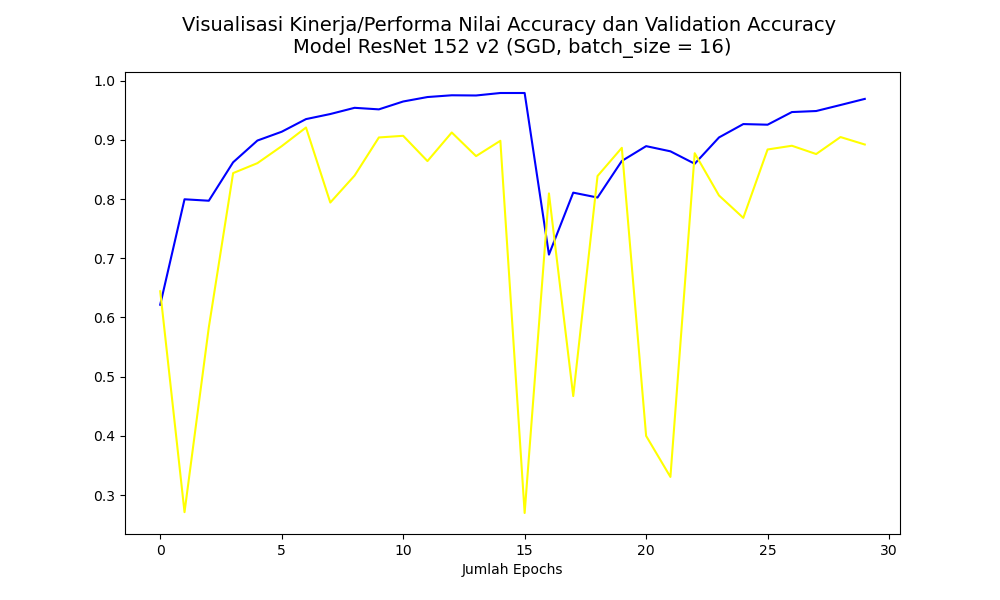 Visualisasi Kinerja/Performa Nilai Accuracy dan Validation Accuracy
Model ResNet 152 v2 (SGD, batch_size = 16)
1.0
0.9
0.8
0.7
0.6
0.5
0.4
0.3
0 5 10 15 20 25 30
Jumlah Epochs